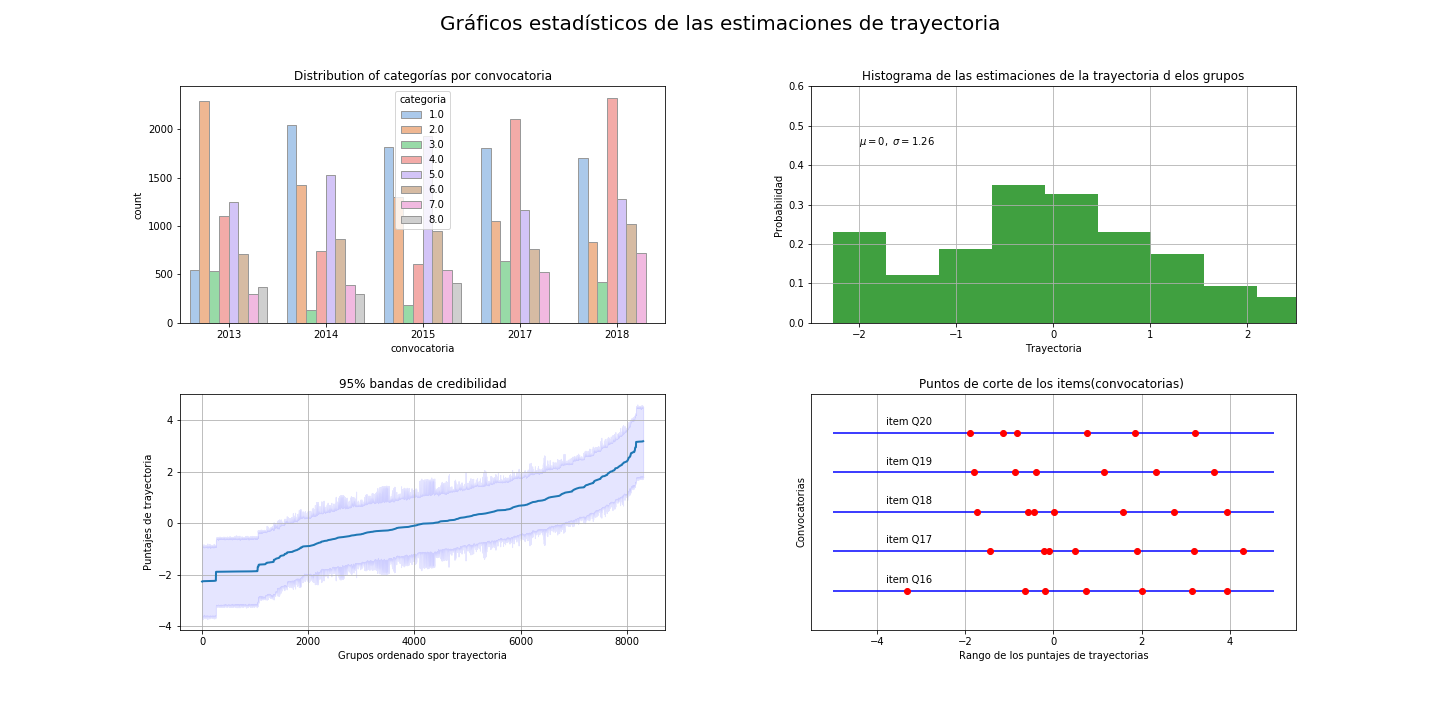 Gráficos estadísticos de las estimaciones de trayectoria
Distribution of categorías por convocatoria
count
2000
1500
1000
500
0
categoria
1.0
2.0
3.0
4.0
5.0
6.0
7.0
8.0
2013 2014 2015 2017 2018
convocatoria
Histograma de las estimaciones de la trayectoria d elos grupos
Probabilidad
0.6
0.5
0.4
0.3
0.2
0.1
0.0
μ = 0, σ = 1.26
−2 −1 0 1 2
Trayectoria
95% bandas de credibilidad
Puntajes de trayectoria
4
2
0
−2
−4
0 2000 4000 6000 8000
Grupos ordenado spor trayectoria
Puntos de corte de los items(convocatorias)
Convocatorias
item Q20
item Q19
item Q18
item Q17
item Q16
−4 −2 0 2 4
Rango de los puntajes de trayectorias